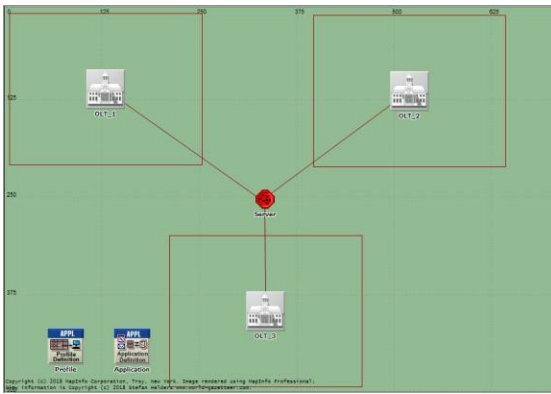 0 125 250 375 500 625
125
OLT_1
OLT_2
250
Server
375
OLT_3
APPL APPL
Profile Definition Application Definition
Profile Application
Copyright (c) 2018 MapInfo Corporation, Troy, New York. Image rendered using MapInfo Professional.
Information is Copyright (c) 2018 Stefan Helders www.world-gazetteer.com.